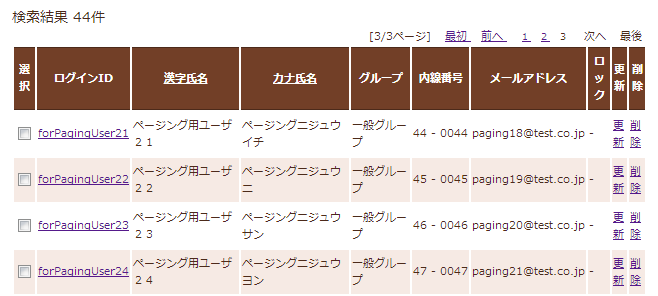 検索結果 44件
[3/3ページ] 最初 前へ 1 2 3 次へ 最後
選択 ログインID 漢字氏名 カナ氏名 グループ 内線番号 メールアドレス ロック 更新 削除
forPagingUser21 ページング用ユーザ２１ ページングニジュウイチ 一般グループ 44 - 0044 paging18@test.co.jp - 更新 削除
forPagingUser22 ページング用ユーザ２２ ページングニジュウニ 一般グループ 45 - 0045 paging19@test.co.jp - 更新 削除
forPagingUser23 ページング用ユーザ２３ ページングニジュウサン 一般グループ 46 - 0046 paging20@test.co.jp - 更新 削除
forPagingUser24 ページング用ユーザ２４ ページングニジュウヨン 一般グループ 47 - 0047 paging21@test.co.jp - 更新 削除